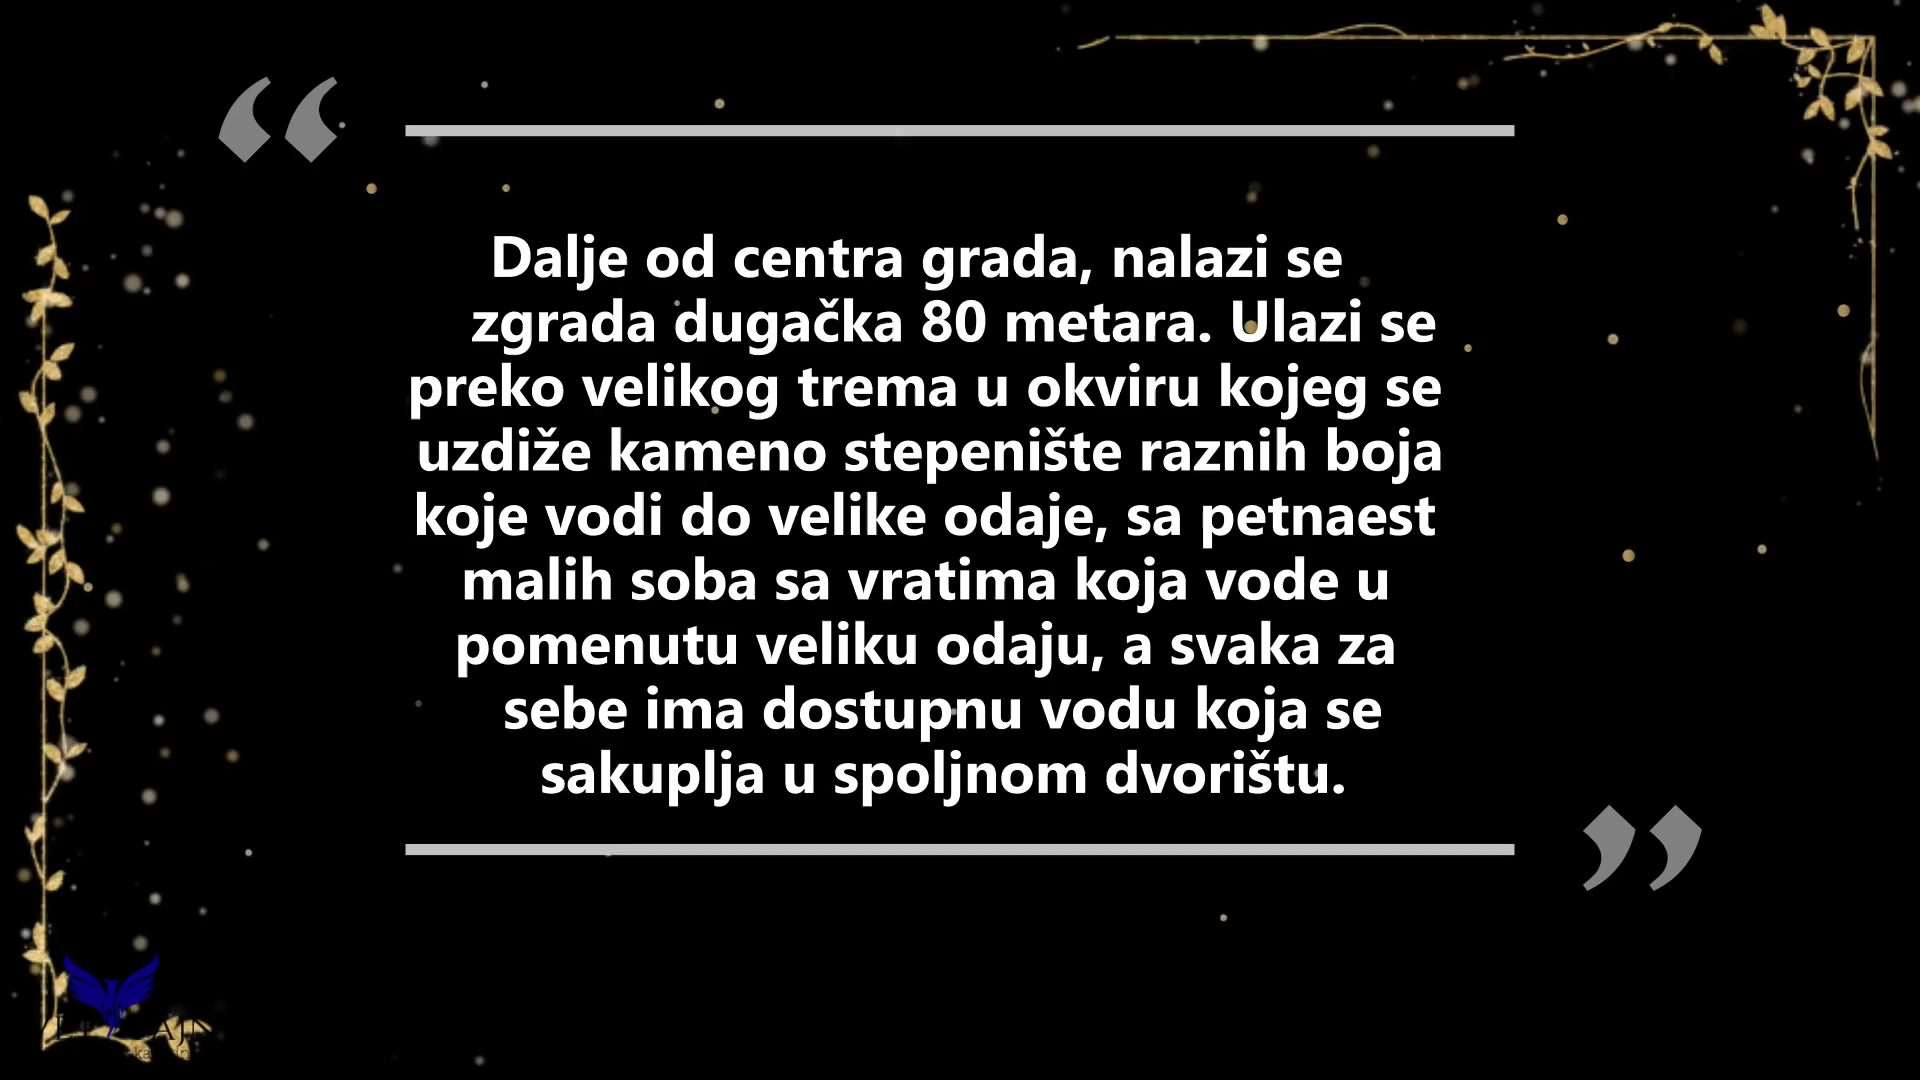 Dalje od centra grada, nalazi se
zgrada dugačka 80 metara. Ulazi se
preko velikog trema u okviru kojeg se
uzdiže kameno stepenište raznih boja
koje vodi do velike odaje, sa petnaest
malih soba sa vratima koja vode u
pomenutu veliku odaju, a svaka za
sebe ima dostupnu vodu koja se
sakuplja u spoljnom dvorištu.